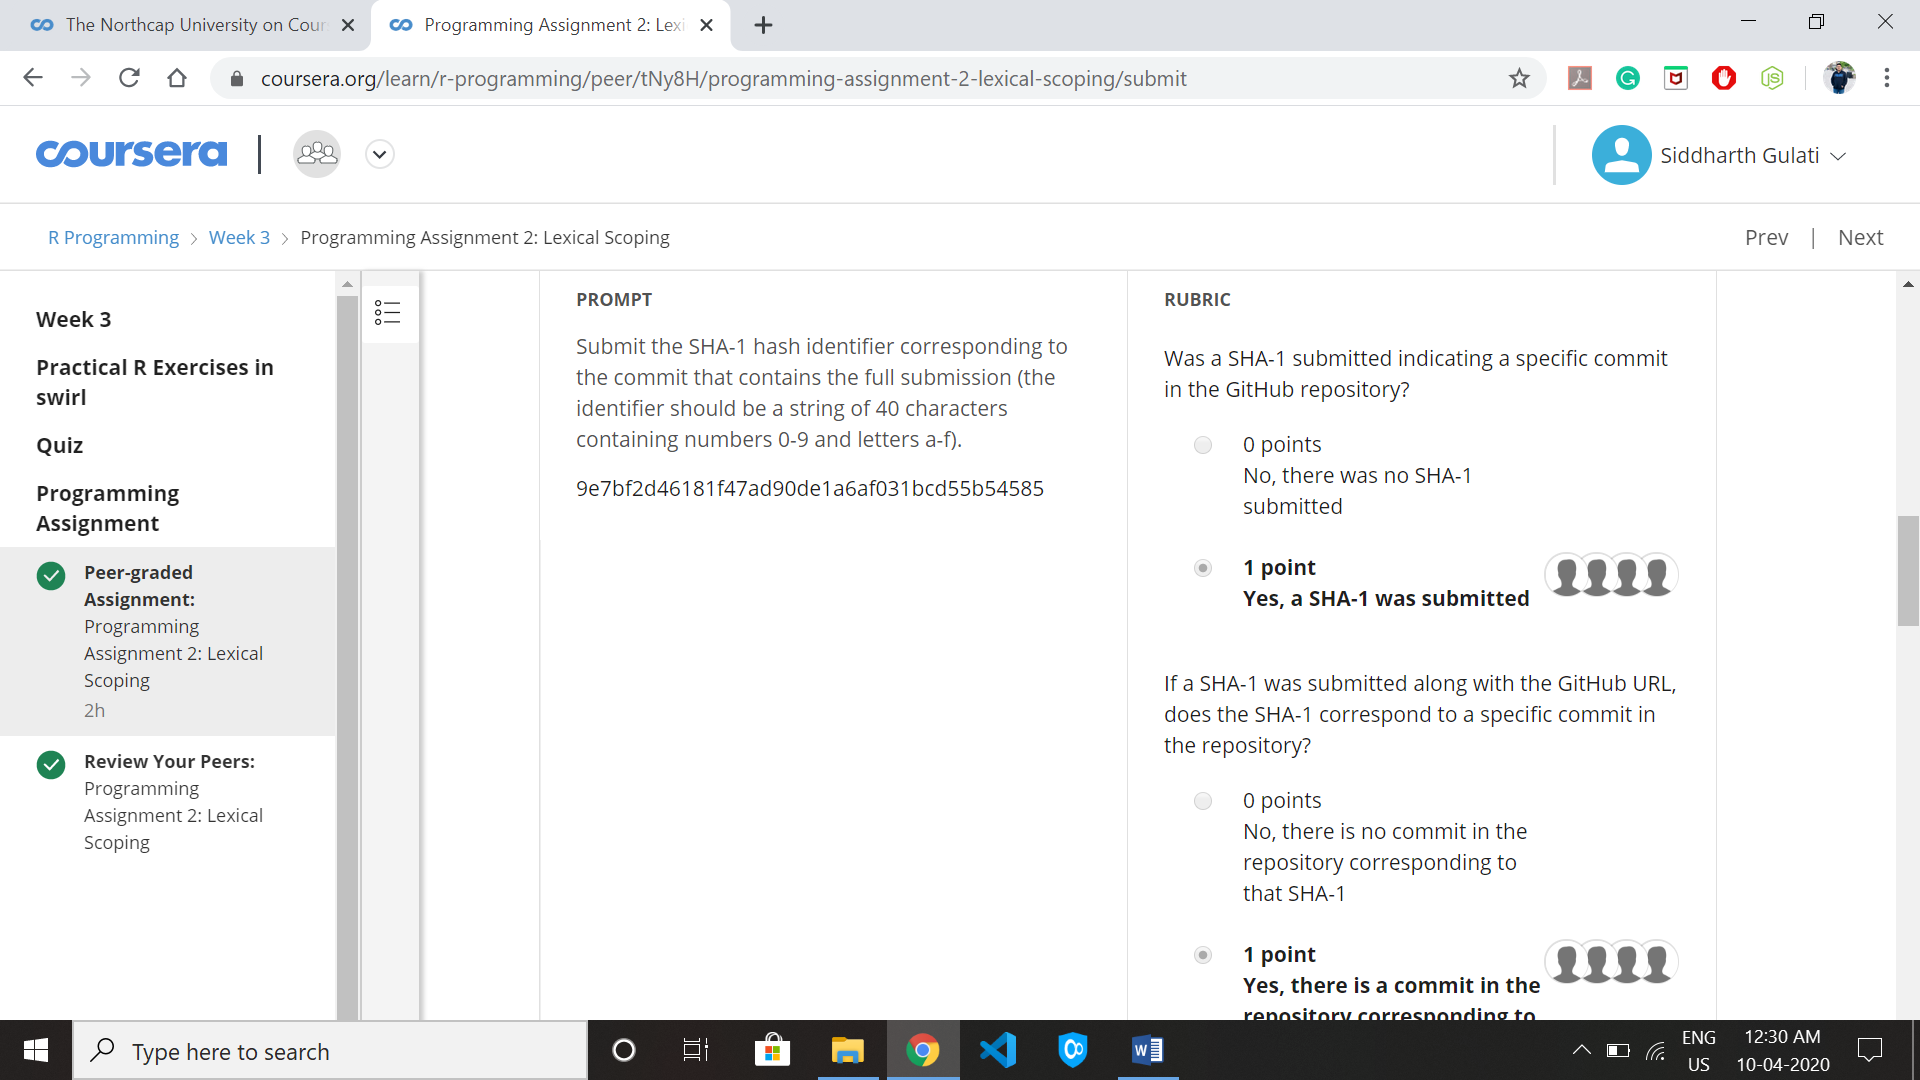 The Northcap University on Cour
Programming Assignment 2: Lexi
coursera.org/learn/r-programming/peer/tNy8H/programming-assignment-2-lexical-scoping/submit
coursera
Siddharth Gulati
R Programming
Week 3
Programming Assignment 2: Lexical Scoping
Prev | Next
Week 3
Practical R Exercises in
swirl
Quiz
Programming
Assignment
Peer-graded
Assignment:
Programming
Assignment 2: Lexical
Scoping
2h
Review Your Peers:
Programming
Assignment 2: Lexical
Scoping
PROMPT
Submit the SHA-1 hash identifier corresponding to
the commit that contains the full submission (the
identifier should be a string of 40 characters
containing numbers 0-9 and letters a-f).
9e7bf2d46181f47ad90de1a6af031bcd55b54585
RUBRIC
Was a SHA-1 submitted indicating a specific commit
in the GitHub repository?
0 points
No, there was no SHA-1
submitted
1 point
Yes, a SHA-1 was submitted
If a SHA-1 was submitted along with the GitHub URL,
does the SHA-1 correspond to a specific commit in
the repository?
0 points
No, there is no commit in the
repository corresponding to
that SHA-1
1 point
Yes, there is a commit in the
repository corresponding to
Type here to search
ENG
US
12:30 AM
10-04-2020